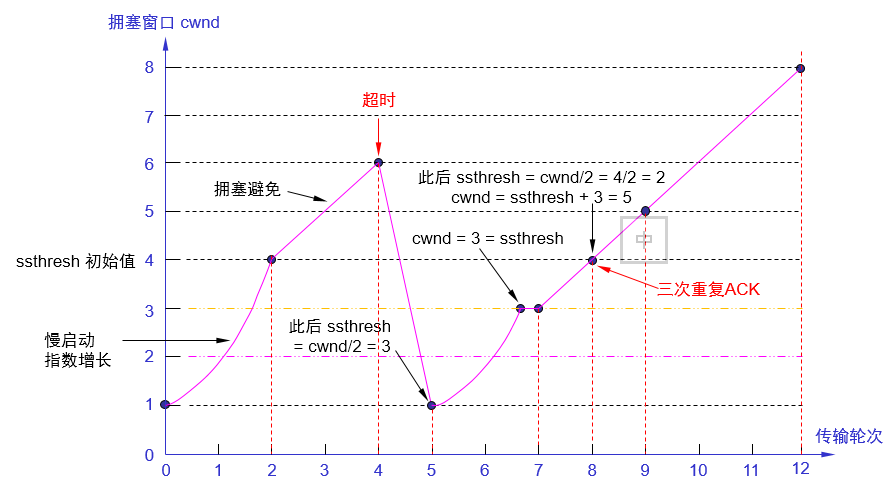 拥塞窗口 cwnd
8
超时
7
6
此后 ssthresh = cwnd/2 = 4/2 = 2
cwnd = ssthresh + 3 = 5
拥塞避免
5
中
cwnd = 3 = ssthresh
ssthresh 初始值
4
三次重复ACK
3
此后 ssthresh
= cwnd/2 = 3
慢启动
指数增长
2
1
传输轮次
0
0 1 2 3 4 5 6 7 8 9 10 11 12